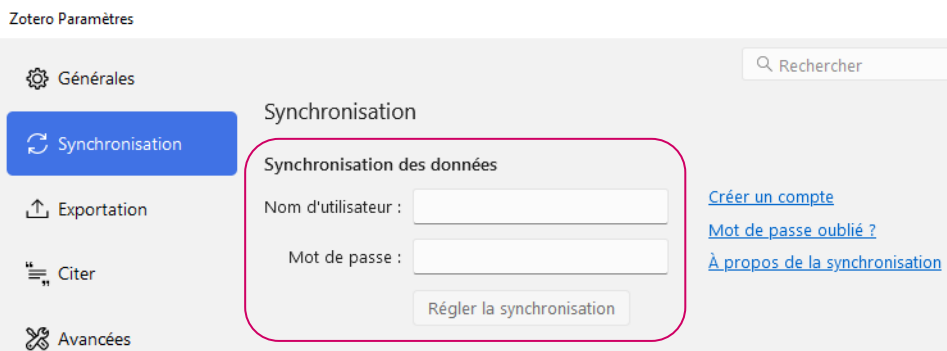 Zotero Paramètres
Rechercher
Générales
Synchronisation
Synchronisation
Synchronisation des données
Exportation
Nom d'utilisateur :
Créer un compte
Mot de passe oublié ?
Mot de passe :
À propos de la synchronisation
Citer
Régler la synchronisation
Avancées